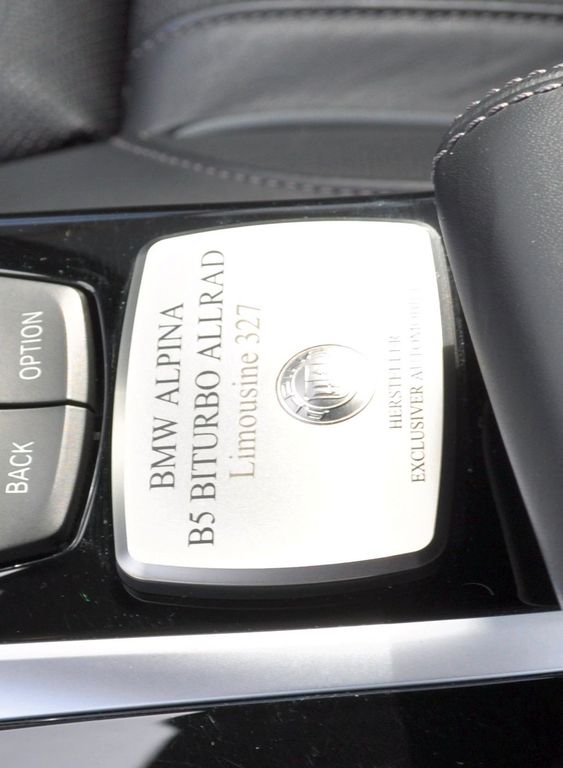 BMW ALPINA
B5 BITURBO ALLRAD
Limousine 327
HERSTELLER
EXCLUSIVER AUTOMOBILE
OPTION
BACK